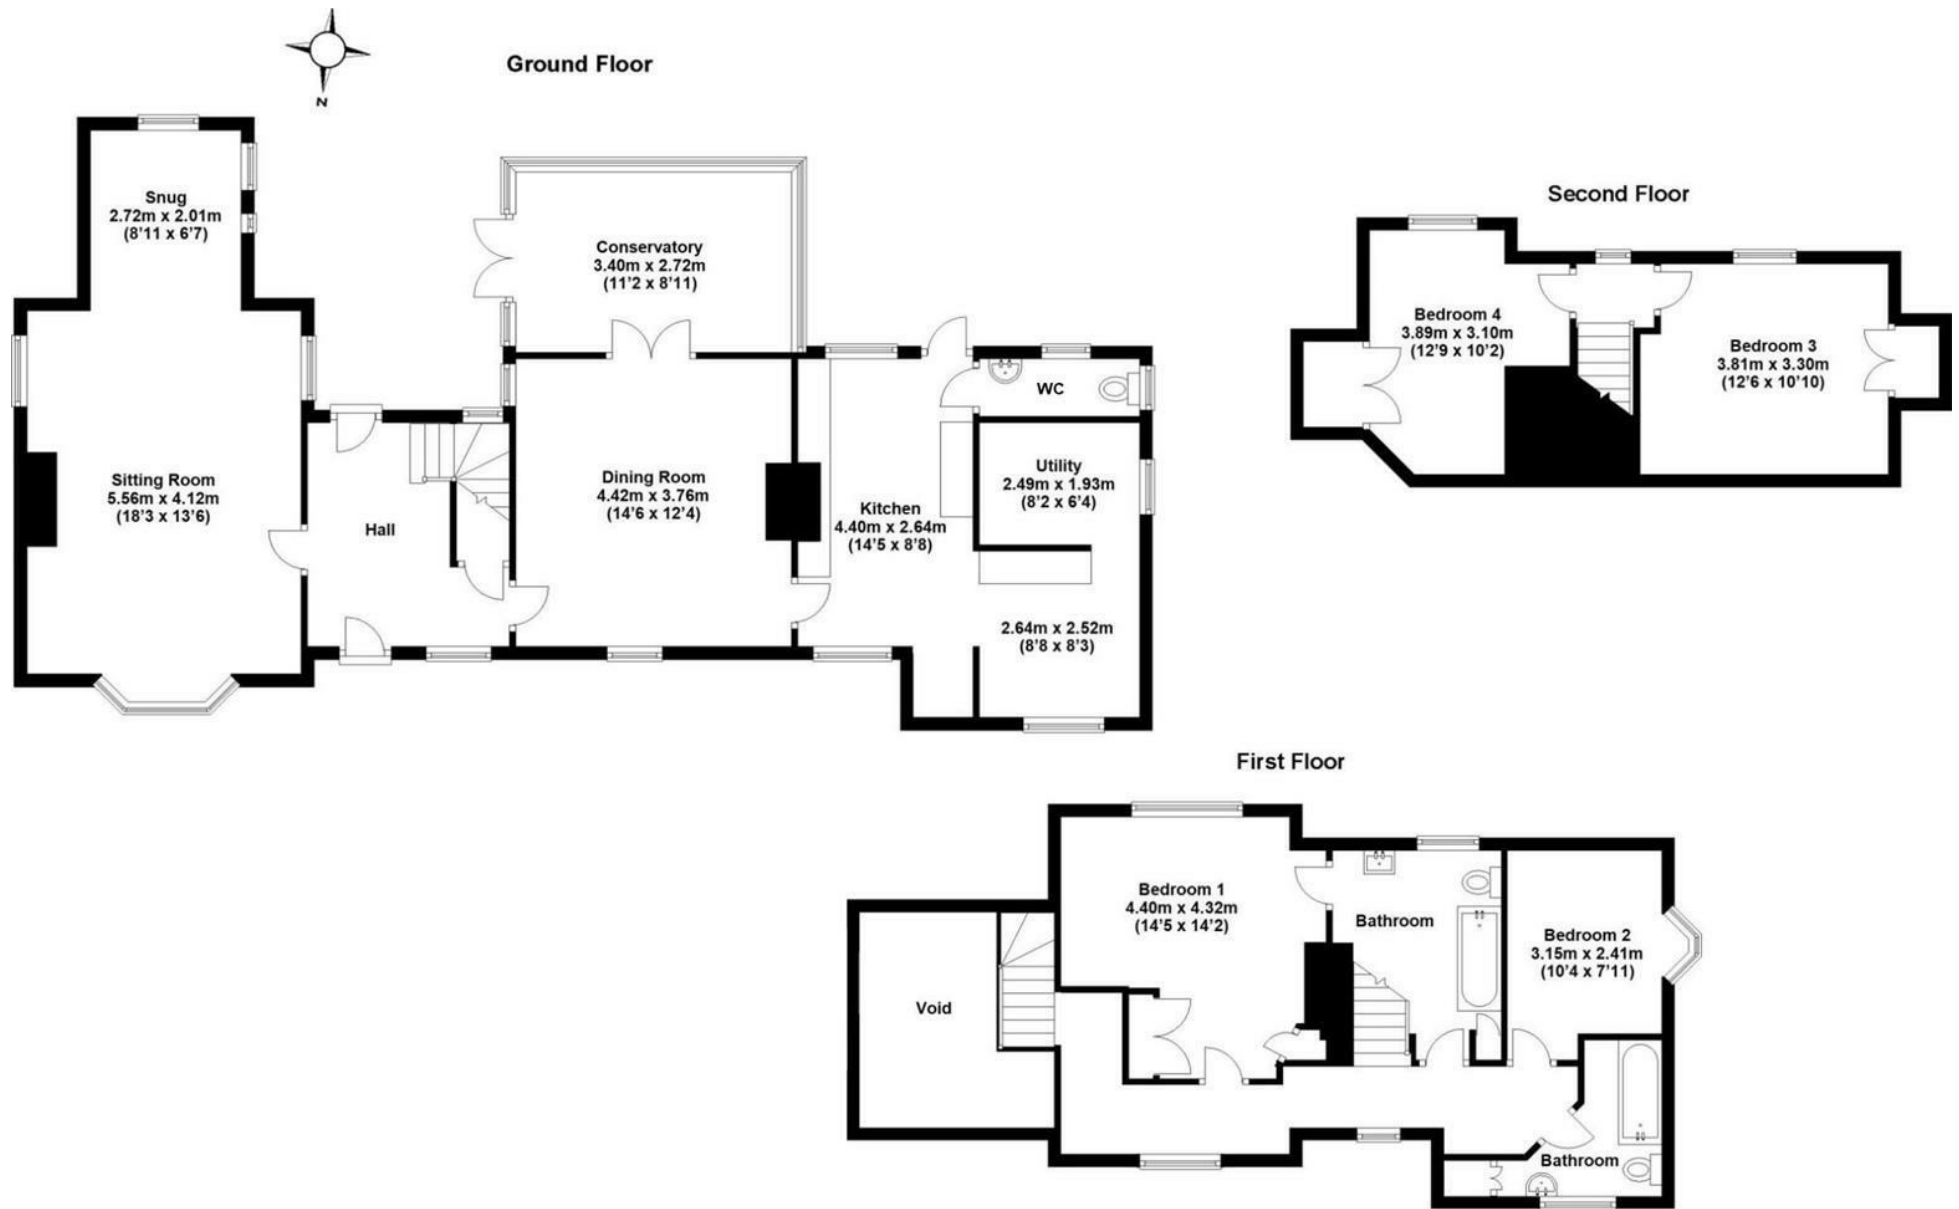 Ground Floor
N
Snug
2.72m x 2.01m
(8'11 x 6'7)
Conservatory
3.40m x 2.72m
(11'2 x 8'11)
WC
Sitting Room
5.56m x 4.12m
(18'3 x 13'6)
Hall
Dining Room
4.42m x 3.76m
(14'6 x 12'4)
Kitchen
4.40m x 2.64m
(14'5 x 8'8)
Utility
2.49m x 1.93m
(8'2 x 6'4)
2.64m x 2.52m
(8'8 x 8'3)
Second Floor
Bedroom 4
3.89m x 3.10m
(12'9 x 10'2)
Bedroom 3
3.81m x 3.30m
(12'6 x 10'10)
First Floor
Bedroom 1
4.40m x 4.32m
(14'5 x 14'2)
Bathroom
Bedroom 2
3.15m x 2.41m
(10'4 x 7'11)
Void
Bathroom